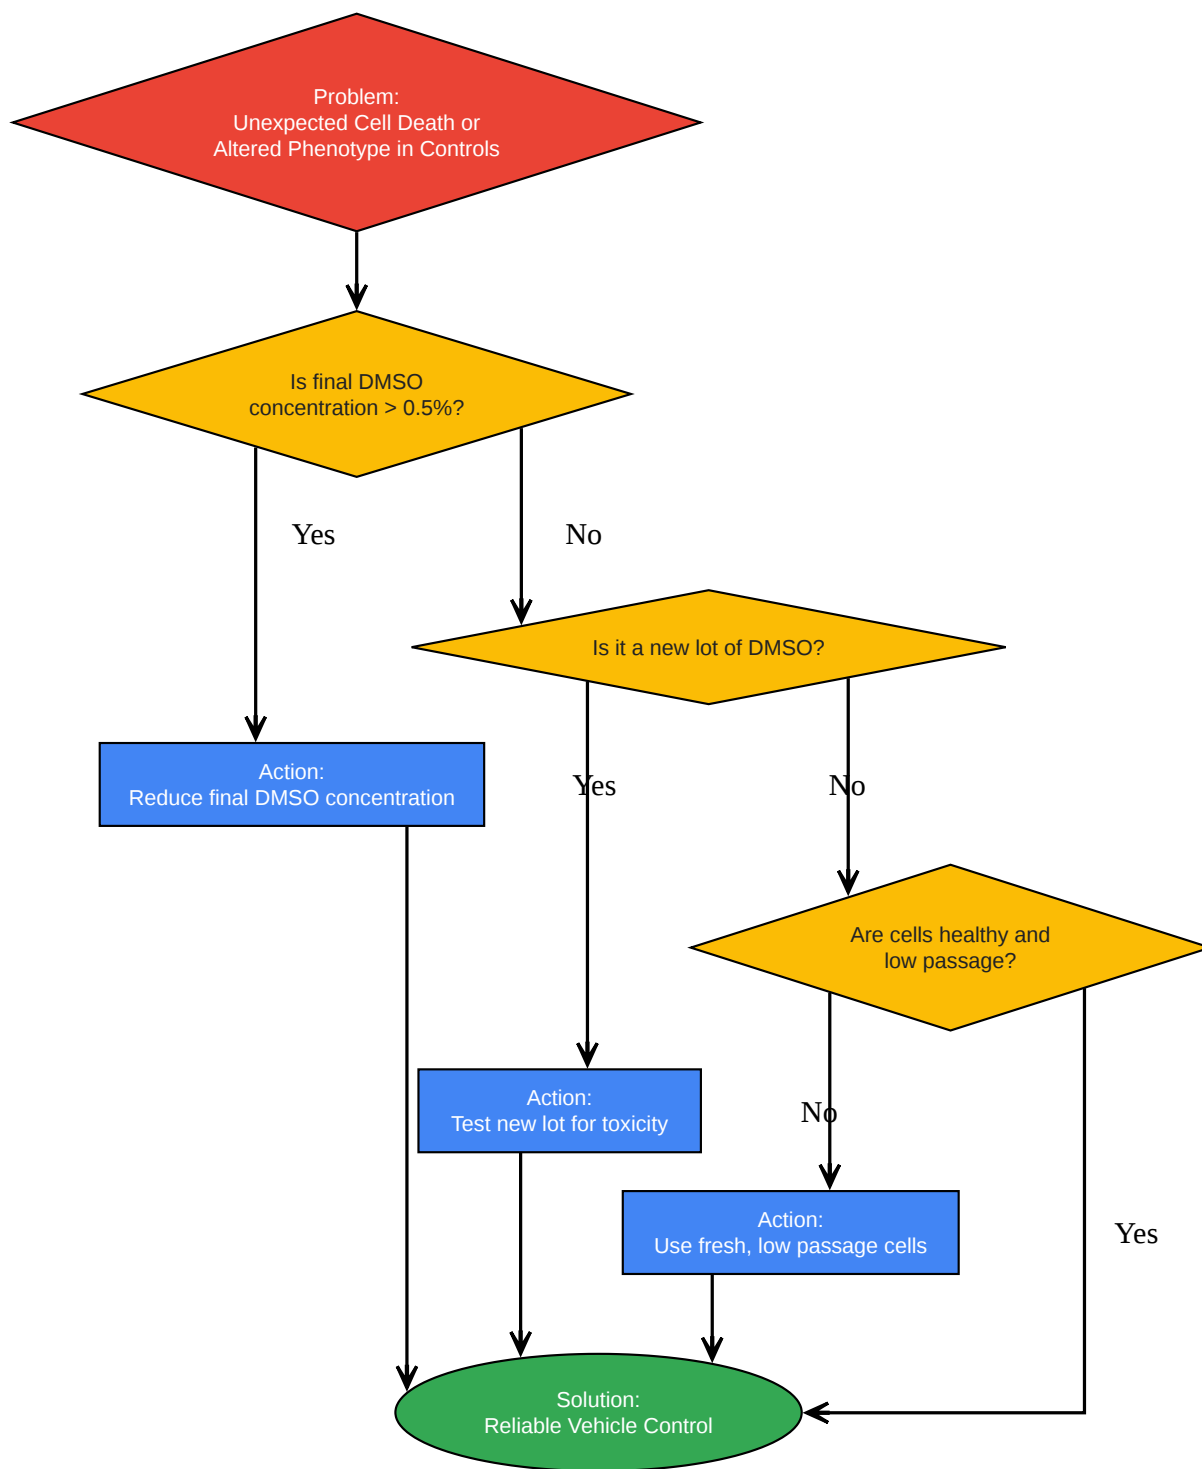 Problem:
Unexpected Cell Death or
Altered Phenotype in Controls
Is final DMSO
concentration > 0.5%?
Yes
No
Is it a new lot of DMSO?
Action:
Reduce final DMSO concentration
Yes
No
Are cells healthy and
low passage?
Action:
Test new lot for toxicity
No
Action:
Use fresh, low passage cells
Yes
Solution:
Reliable Vehicle Control